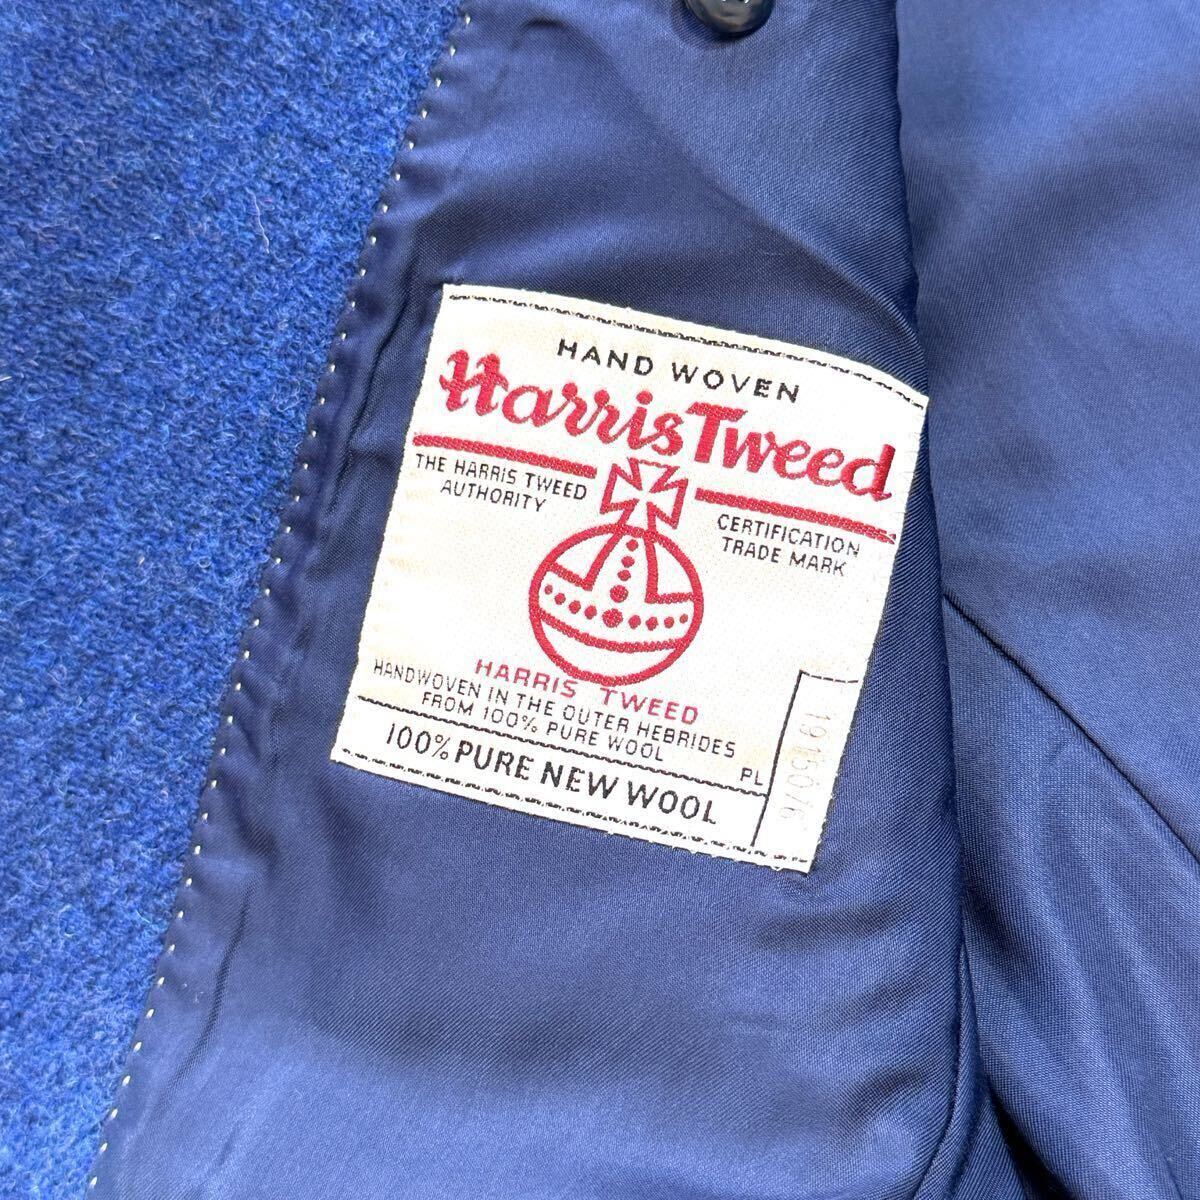 HAND WOVEN
Harris Tweed
THE HARRIS TWEED
AUTHORITY
CERTIFICATION
TRADE MARK
HARRIS TWEED
HANDWOVEN IN THE OUTER HEBRIDES
FROM 100% PURE WOOL
PL
100% PURE NEW WOOL